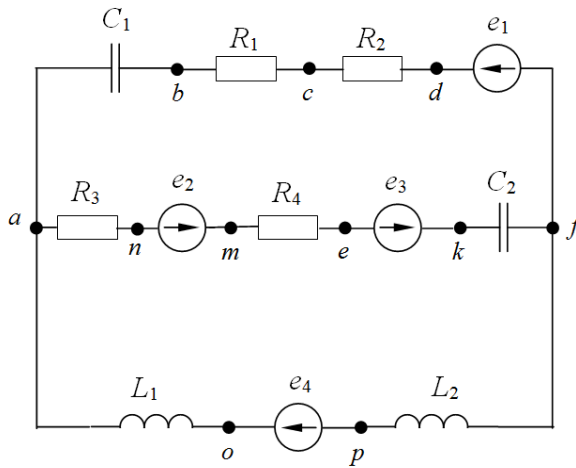 C₁ R₁ R₂ e₁
b c d
R₃ e₂ R₄ e₃ C₂
a n m e k f
L₁ e₄ L₂
o p